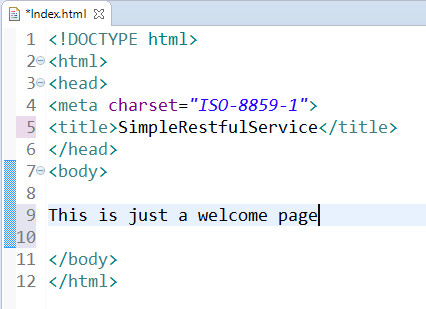 *Index.html
1 <!DOCTYPE html>
2 <html>
3 <head>
4 <meta charset="ISO-8859-1">
5 <title>SimpleRestfulService</title>
6 </head>
7 <body>
8
9 This is just a welcome page
10
11 </body>
12 </html>